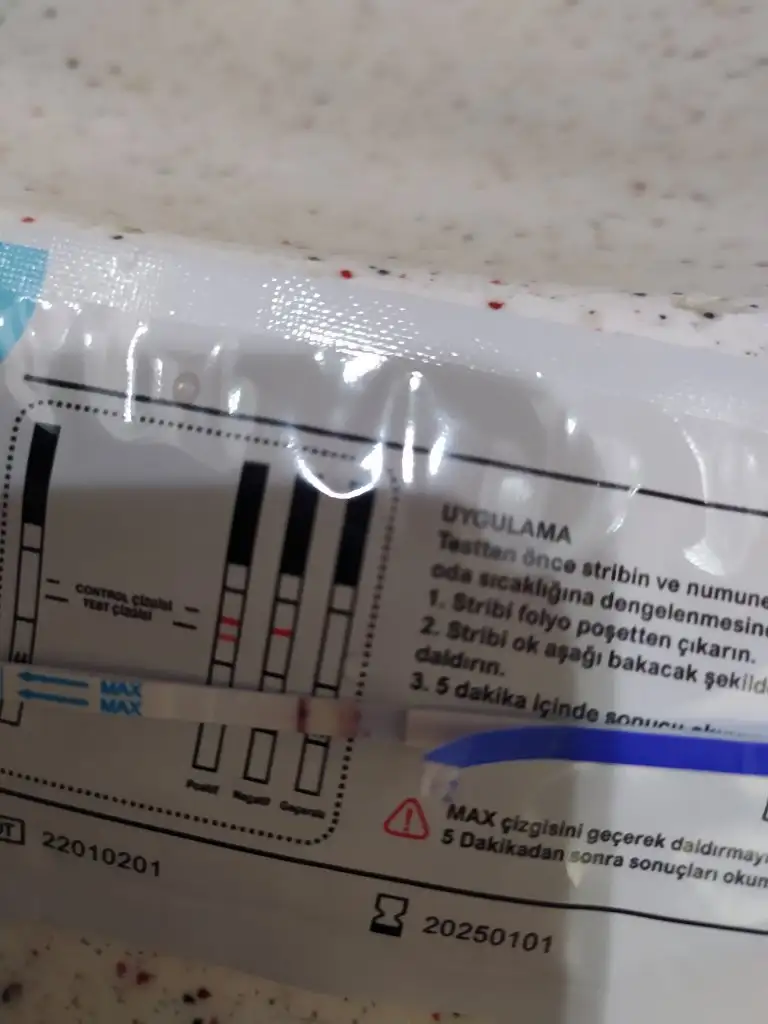 CONTROL ÇİZGİSİ
TEST ÇİZGİSİ
MAX
MAX
Pozitif Negatif Geçersiz
22010201
UYGULAMA
Testten önce stribin ve numune
oda sıcaklığına dengelenmesin
1. Stribi folyo poşetten çıkarın.
2. Stribi ok aşağı bakacak şekild
daldırın.
3. 5 dakika içinde sonucu
MAX çizgisini geçerek daldırmayı
5 Dakikadan sonra sonuçları okum
20250101